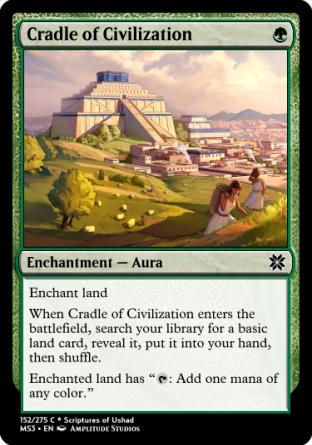 Cradle of Civilization
Enchantment — Aura
Enchant land
When Cradle of Civilization enters the
battlefield, search your library for a basic
land card, reveal it, put it into your hand,
then shuffle.
Enchanted land has “: Add one mana of
any color.”
152/275 C * Scriptures of Ushad
MS3 • EN Amplitude Studios